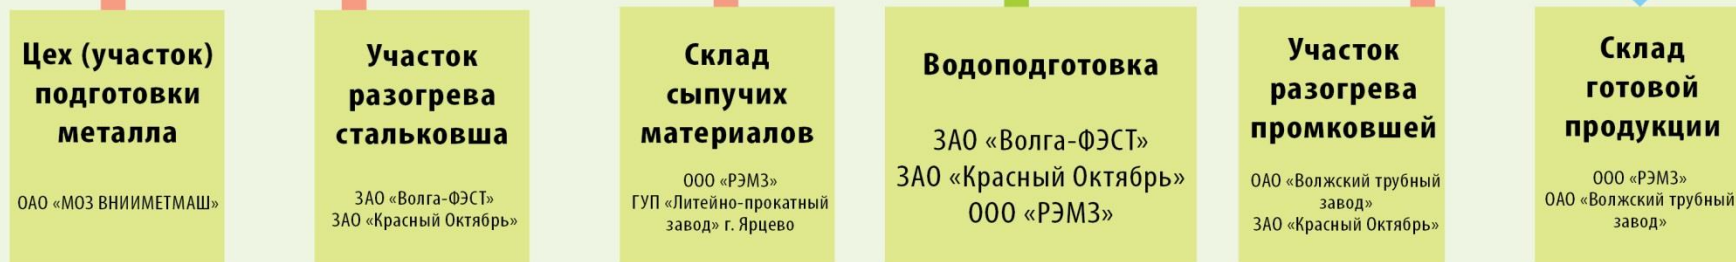 Цех (участок)
подготовки
металла
ОАО «МОЗ ВНИИМЕТМАШ»
Участок
разогрева
стальковша
ЗАО «Волга-ФЭСТ»
ЗАО «Красный Октябрь»
Склад
сыпучих
материалов
ООО «РЭМЗ»
ГУП «Литейно-прокатный
завод» г. Ярцево
Водоподготовка
ЗАО «Волга-ФЭСТ»
ЗАО «Красный Октябрь»
ООО «РЭМЗ»
Участок
разогрева
промковшей
ОАО «Волжский трубный
завод»
ЗАО «Красный Октябрь»
Склад
готовой
продукции
ООО «РЭМЗ»
ОАО «Волжский трубный
завод»